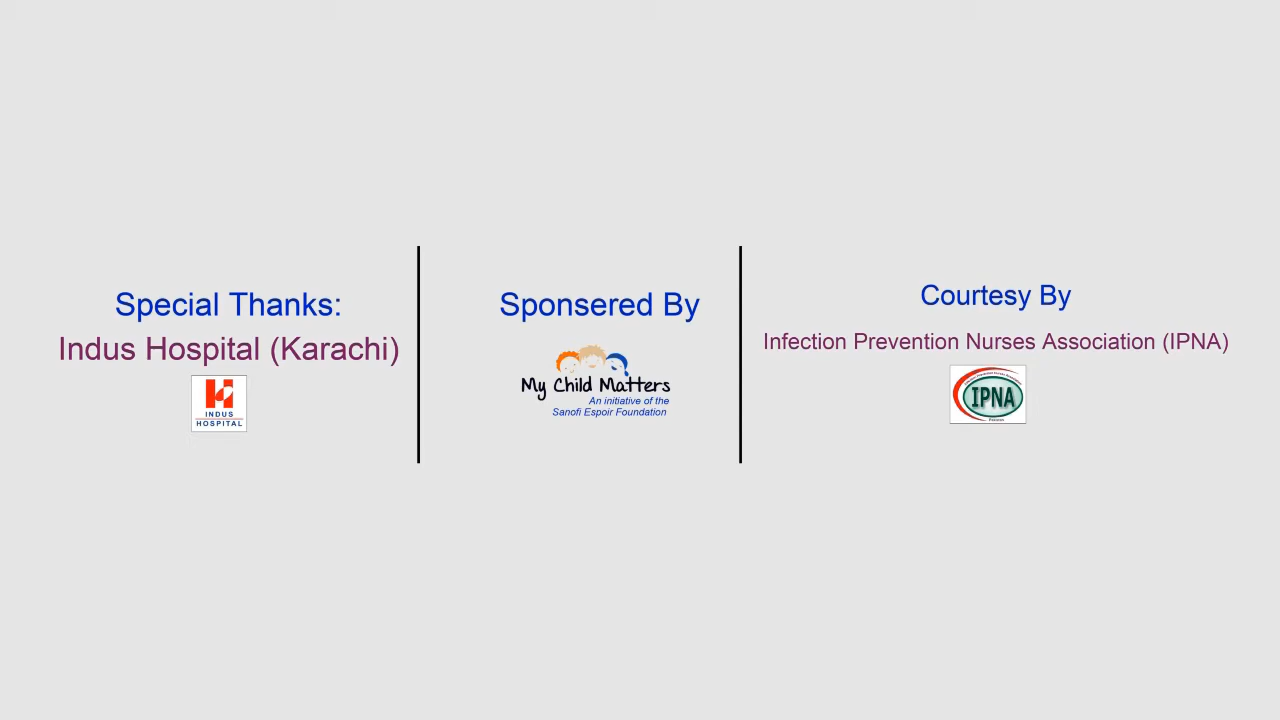 Special Thanks:
Indus Hospital (Karachi)
INDUS
HOSPITAL
Sponsered By
My Child Matters
An initiative of the
Sanofi Espoir Foundation
Courtesy By
Infection Prevention Nurses Association (IPNA)
IPNA